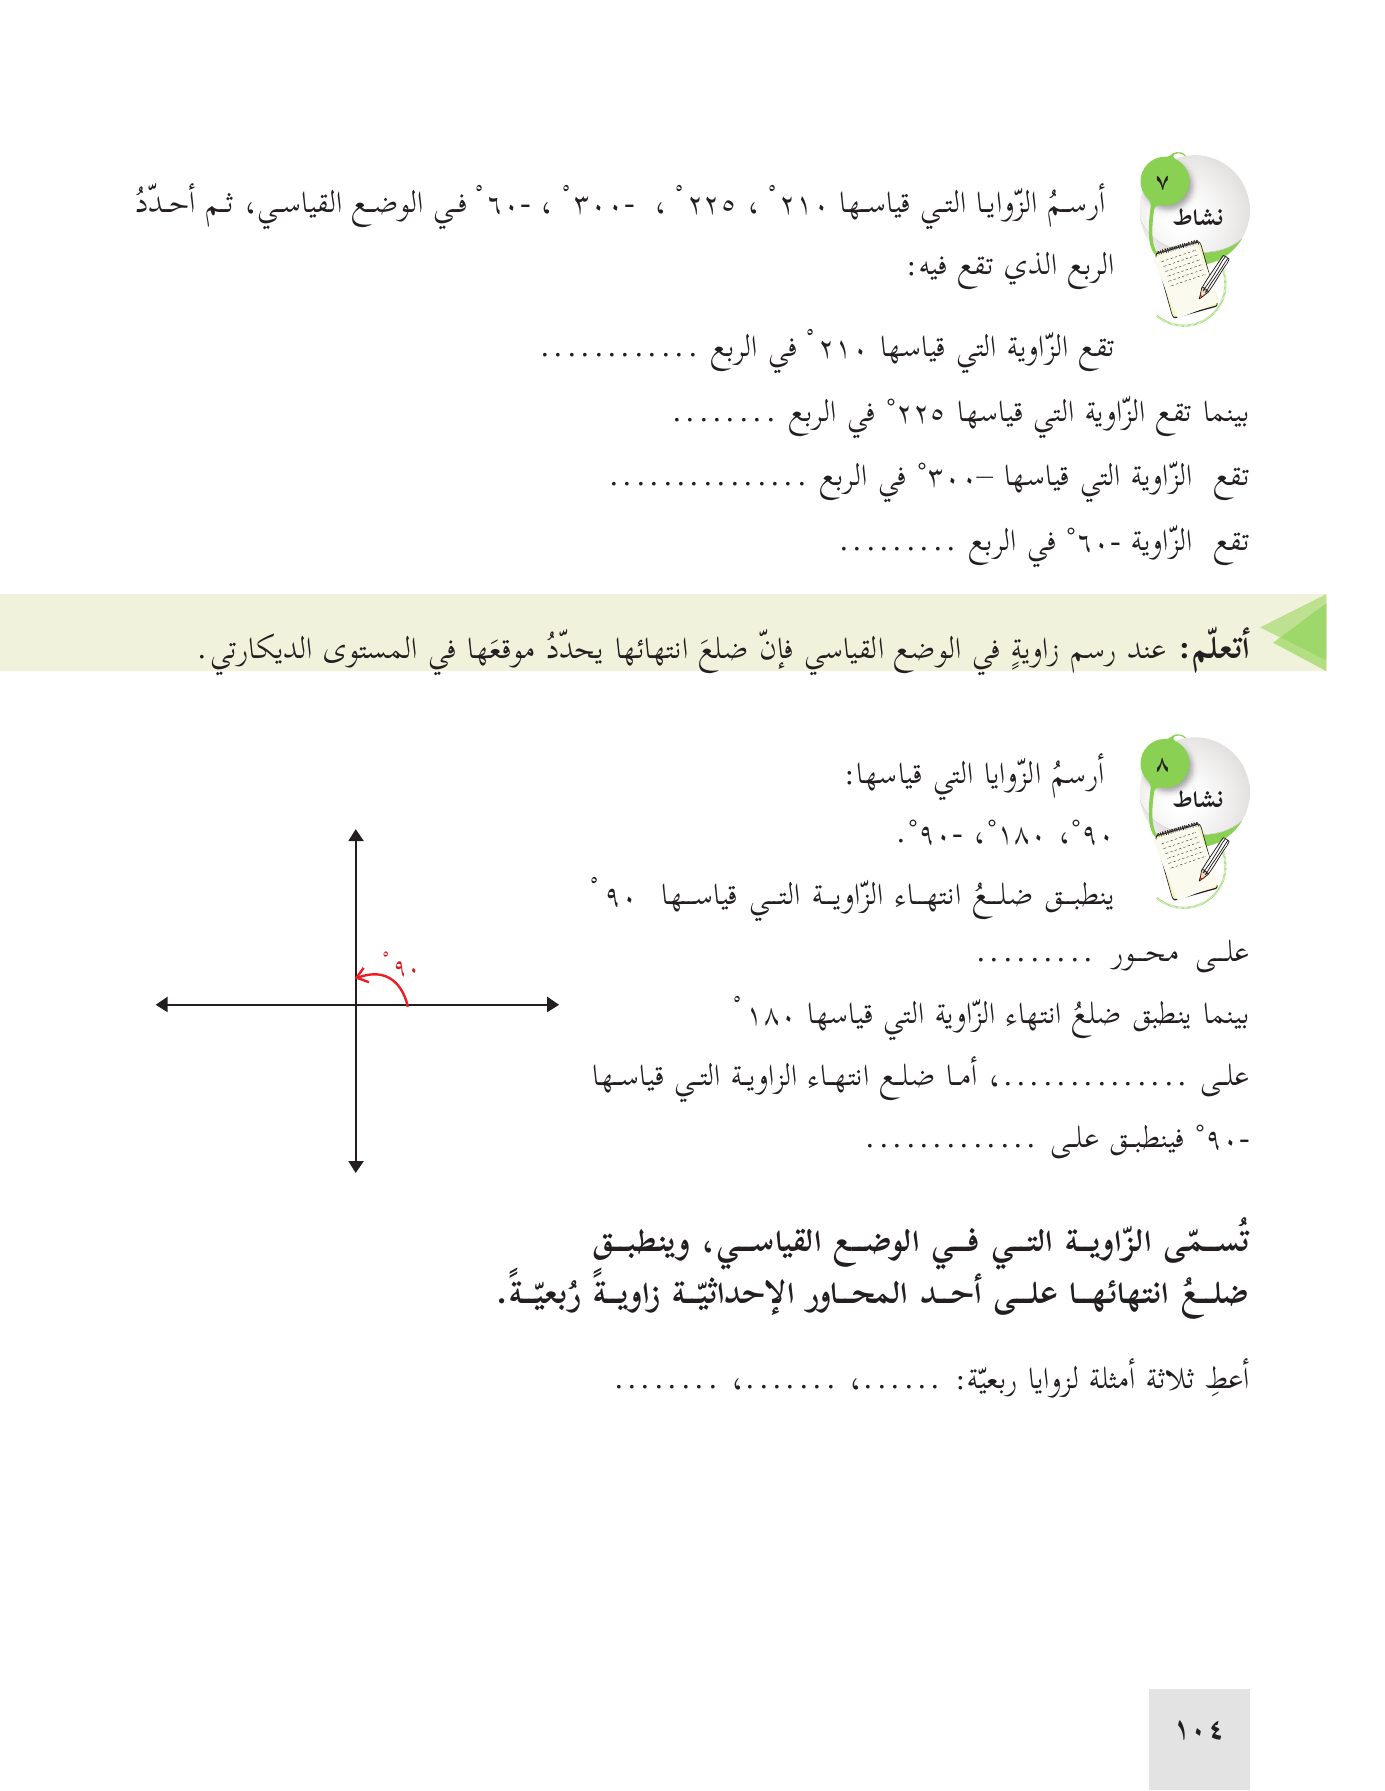 ٧
نشاط
أرسمُ الزّوايا التي قياسها ٢١٠°، ٢٢٥°، -٣٠٠°، -٦٠° في الوضع القياسي، ثم أحدّدُ
الربع الذي تقع فيه:
تقع الزّاوية التي قياسها ٢١٠° في الربع ............
بينما تقع الزّاوية التي قياسها ٢٢٥° في الربع ........
تقع الزّاوية التي قياسها –٣٠٠° في الربع ...............
تقع الزّاوية -٦٠° في الربع .........
أتعلّم: عند رسم زاويةٍ في الوضع القياسي فإنّ ضلعَ انتهائها يحدّدُ موقعَها في المستوى الديكارتي.
٨
نشاط
أرسمُ الزّوايا التي قياسها:
٩٠°، ١٨٠°، -٩٠°.
ينطبق ضلعُ انتهاء الزّاوية التي قياسها ٩٠°
على محور .........
بينما ينطبق ضلعُ انتهاء الزّاوية التي قياسها ١٨٠°
على ..............، أما ضلع انتهاء الزاوية التي قياسها
-٩٠° فينطبق على .............
٩٠°
تُسمّى الزّاوية التي في الوضع القياسي، وينطبق
ضلعُ انتهائها على أحد المحاور الإحداثيّة زاويةً رُبعيّةً.
أعطِ ثلاثة أمثلة لزوايا ربعيّة: ......، .......، ........
١٠٤